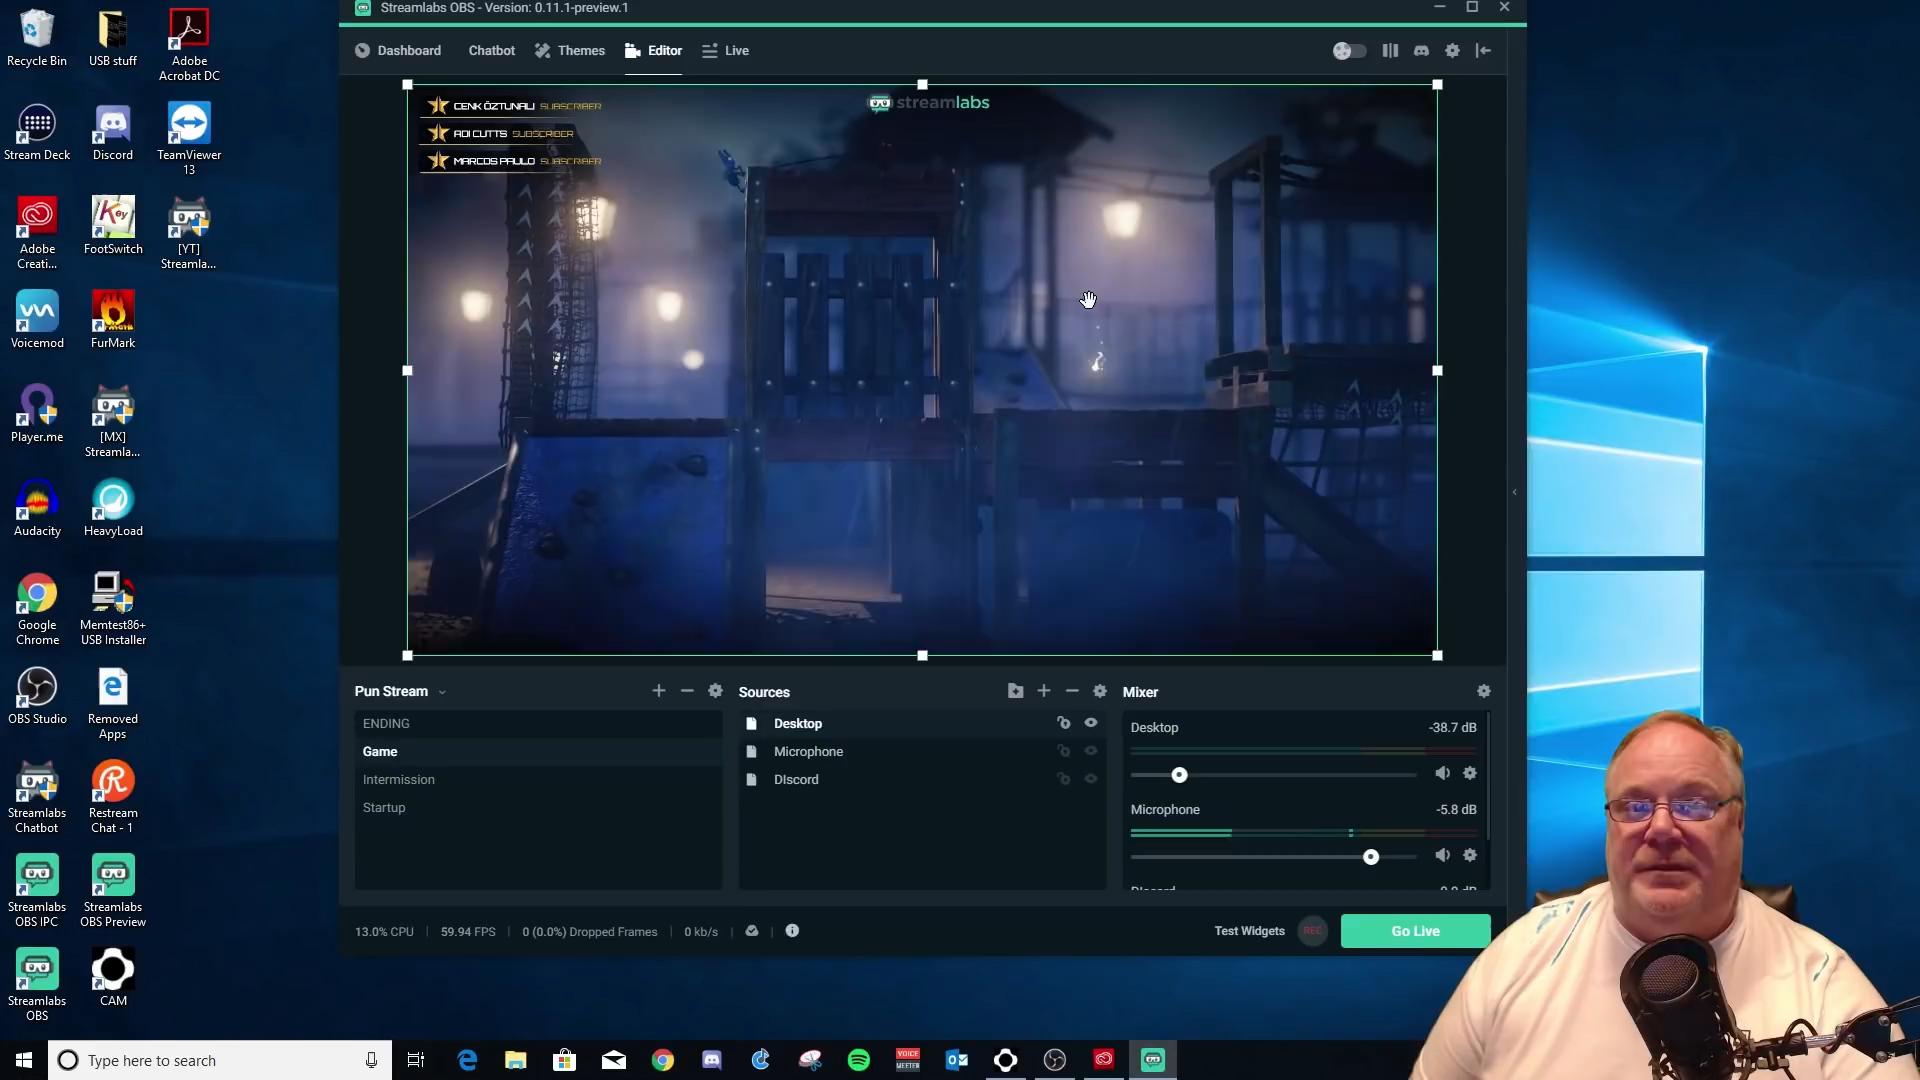 Streamlabs OBS - Version: 0.11.1-preview.1
Dashboard
Chatbot
Themes
Editor
Live
Recycle Bin
USB stuff
Adobe
Acrobat DC
Stream Deck
Discord
TeamViewer
13
Adobe
Creati...
FootSwitch
[YT]
Streamla...
Voicemod
FurMark
Player.me
[MX]
Streamla...
Audacity
HeavyLoad
Google
Chrome
Memtest86+
USB Installer
OBS Studio
Removed
Apps
Streamlabs
Chatbot
Restream
Chat - 1
Streamlabs
OBS IPC
Streamlabs
OBS Preview
Streamlabs
OBS
CAM
CENK ÖZTUNALI SUBSCRIBER
ADI CUTTS SUBSCRIBER
MARCOS PAULO SUBSCRIBER
streamlabs
Pun Stream
ENDING
Game
Intermission
Startup
Sources
Desktop
Microphone
DIscord
Mixer
Desktop -38.7 dB
Microphone -5.8 dB
13.0% CPU
59.94 FPS
0 (0.0%) Dropped Frames
0 kb/s
Test Widgets
REC
Go Live
Type here to search
VOICE
MEETER